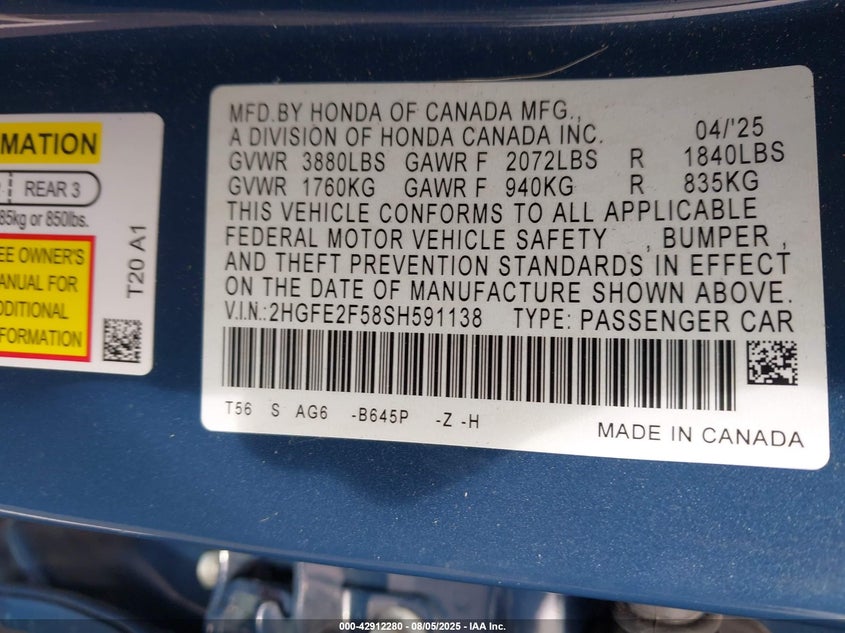 MATION
REAR 3
85kg or 850lbs.
EE OWNER'S
ANUAL FOR
DDITIONAL
FORMATION
T20 A1
MFD.BY HONDA OF CANADA MFG.,
A DIVISION OF HONDA CANADA INC. 04/'25
GVWR 3880LBS GAWR F 2072LBS R 1840LBS
GVWR 1760KG GAWR F 940KG R 835KG
THIS VEHICLE CONFORMS TO ALL APPLICABLE
FEDERAL MOTOR VEHICLE SAFETY , BUMPER ,
AND THEFT PREVENTION STANDARDS IN EFFECT
ON THE DATE OF MANUFACTURE SHOWN ABOVE.
V.I.N.:2HGFE2F58SH591138 TYPE: PASSENGER CAR
T56 S AG6 -B645P -Z -H
MADE IN CANADA
000-42912280 - 08/05/2025 - IAA Inc.